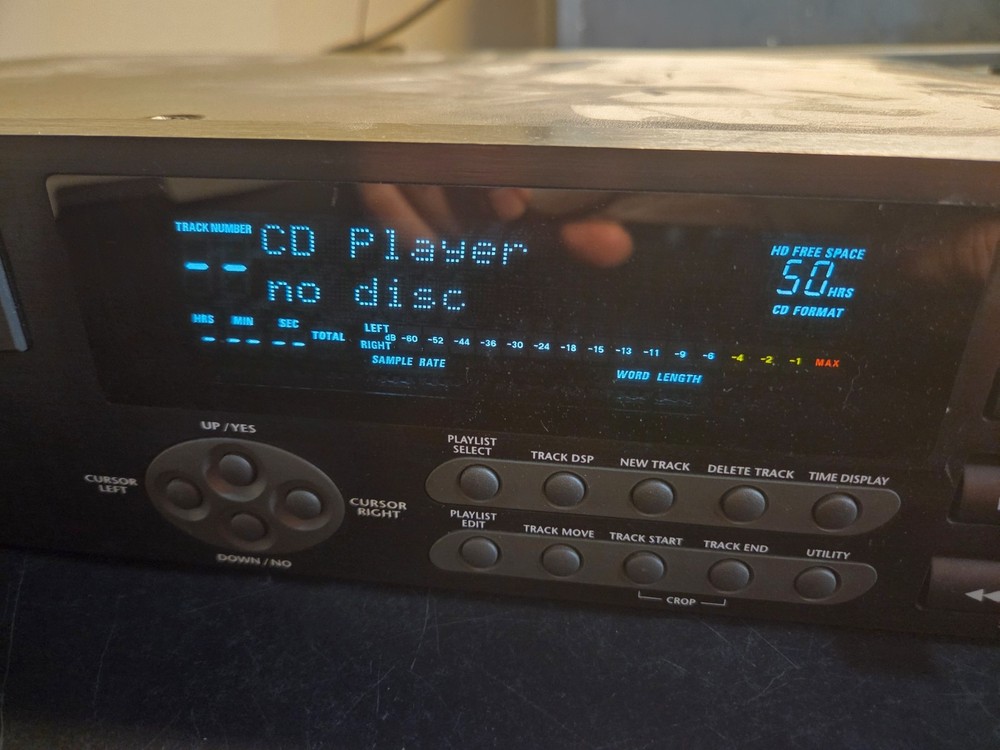 TRACK NUMBER
CD Player
-- no disc
HD FREE SPACE
50 HRS
CD FORMAT
HRS MIN SEC
-- -- -- TOTAL
LEFT
dB -60 -52 -44 -36 -30 -24 -18 -15 -13 -11 -9 -6 -4 -2 -1 MAX
RIGHT
SAMPLE RATE
WORD LENGTH
UP / YES
CURSOR
LEFT
CURSOR
RIGHT
DOWN / NO
PLAYLIST
SELECT
TRACK DSP
NEW TRACK
DELETE TRACK
TIME DISPLAY
PLAYLIST
EDIT
TRACK MOVE
TRACK START
TRACK END
UTILITY
CROP